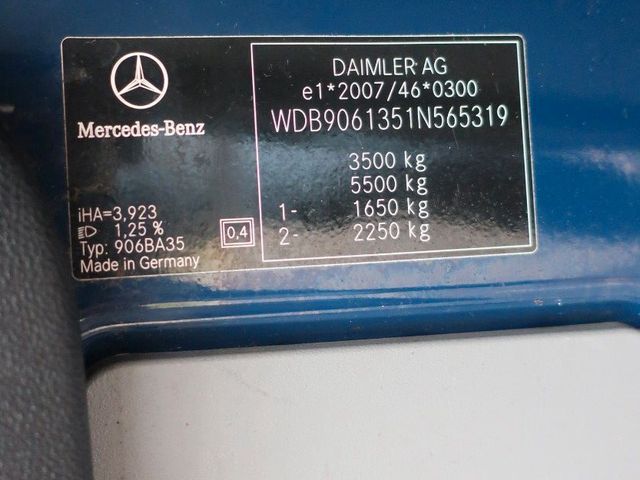 Mercedes-Benz
iHA=3,923
1,25 %
Typ: 906BA35
Made in Germany
0,4
DAIMLER AG
e1*2007/46*0300
WDB9061351N565319
3500 kg
5500 kg
1- 1650 kg
2- 2250 kg